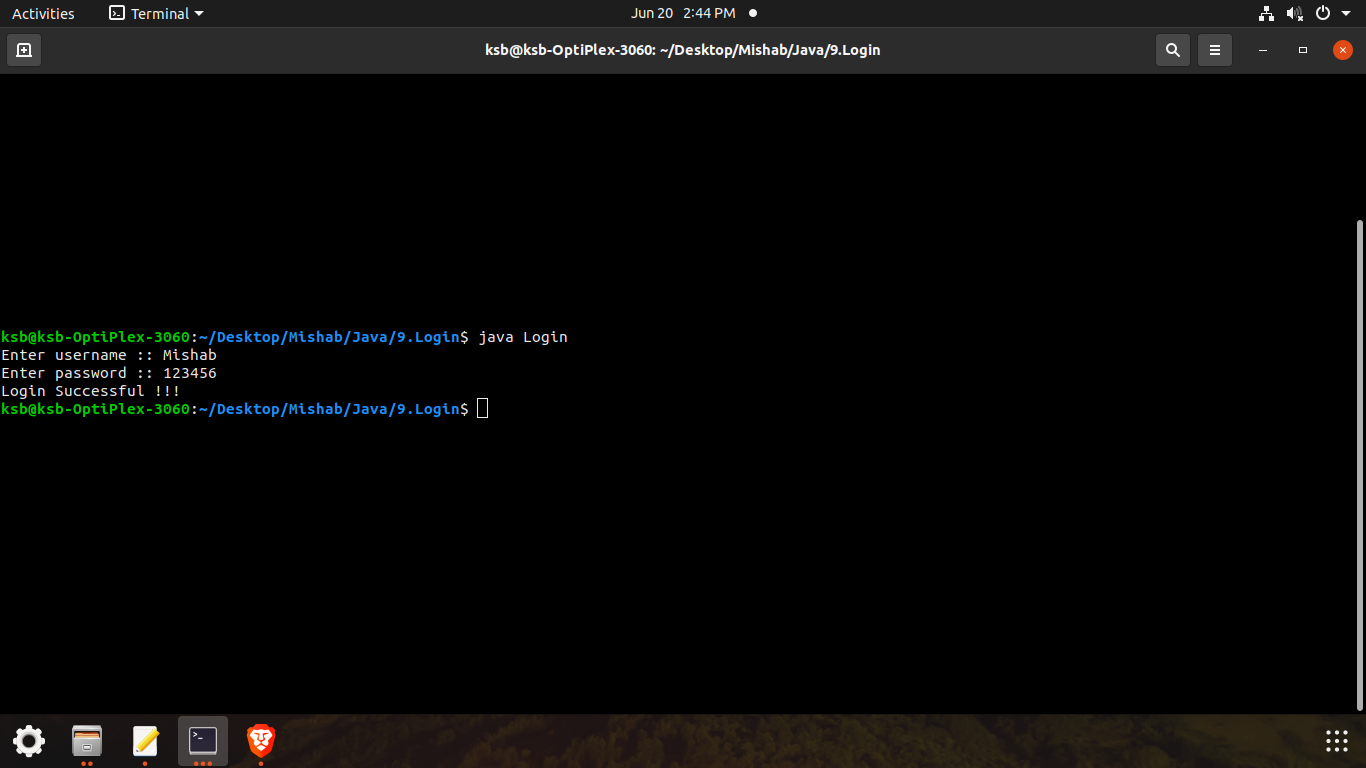 Activities Terminal Jun 20 2:44 PM
ksb@ksb-OptiPlex-3060: ~/Desktop/Mishab/Java/9.Login
ksb@ksb-OptiPlex-3060:~/Desktop/Mishab/Java/9.Login$ java Login
Enter username :: Mishab
Enter password :: 123456
Login Successful !!!
ksb@ksb-OptiPlex-3060:~/Desktop/Mishab/Java/9.Login$